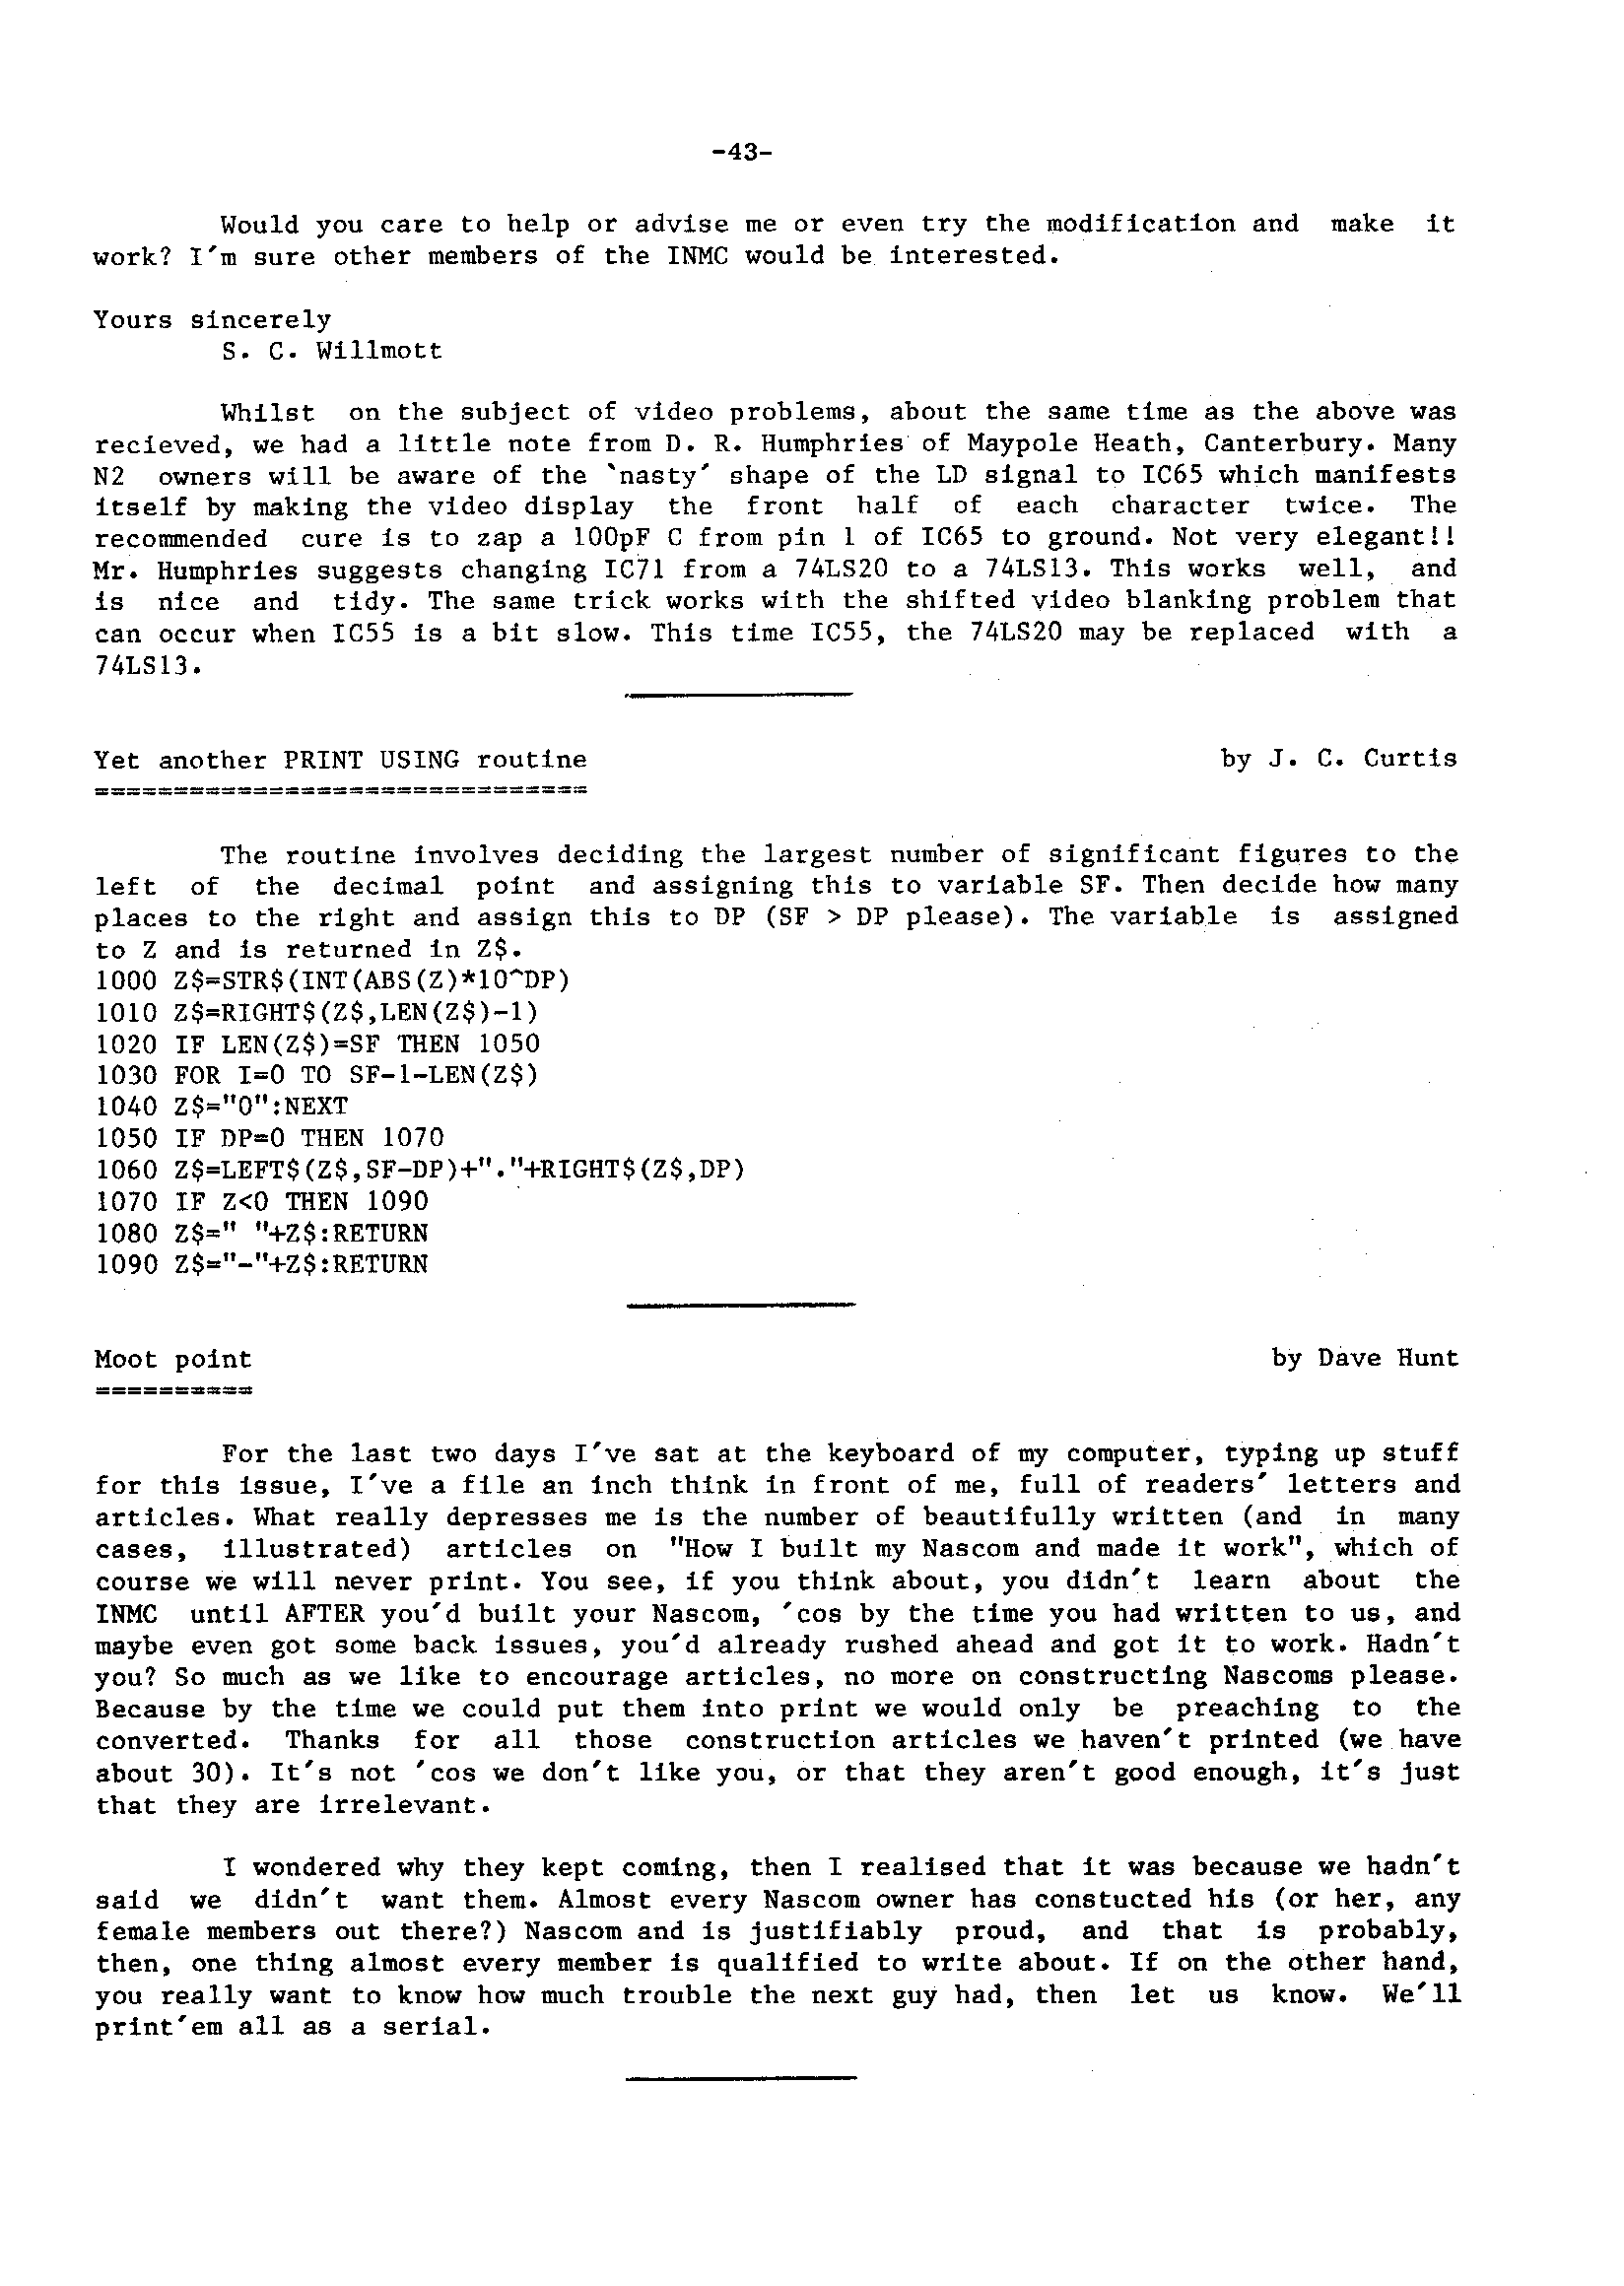 -43-
Would you care to help or advise me or even try the modification and make it
work? I'm sure other members of the INMC would be interested.
Yours sincerely
S. C. Willmott
Whilst on the subject of video problems, about the same time as the above was
recieved, we had a little note from D. R. Humphries of Maypole Heath, Canterbury. Many
N2 owners will be aware of the `nasty' shape of the LD signal to IC65 which manifests
itself by making the video display the front half of each character twice. The
recommended cure is to zap a 100pF C from pin 1 of IC65 to ground. Not very elegant!!
Mr. Humphries suggests changing IC71 from a 74LS20 to a 74LS13. This works well, and
is nice and tidy. The same trick works with the shifted video blanking problem that
can occur when IC55 is a bit slow. This time IC55, the 74LS20 may be replaced with a
74LS13.
Yet another PRINT USING routine by J. C. Curtis
===============================
The routine involves deciding the largest number of significant figures to the
left of the decimal point and assigning this to variable SF. Then decide how many
places to the right and assign this to DP (SF > DP please). The variable is assigned
to Z and is returned in Z$.
1000 Z$=STR$(INT(ABS(Z)*10^DP)
1010 Z$=RIGHT$(Z$,LEN(Z$)-1)
1020 IF LEN(Z$)=SF THEN 1050
1030 FOR I=0 TO SF-1-LEN(Z$)
1040 Z$="0":NEXT
1050 IF DP=0 THEN 1070
1060 Z$=LEFT$(Z$,SF-DP)+"."+RIGHT$(Z$,DP)
1070 IF Z<0 THEN 1090
1080 Z$=" "+Z$:RETURN
1090 Z$="-"+Z$:RETURN
Moot point by Dave Hunt
==========
For the last two days I've sat at the keyboard of my computer, typing up stuff
for this issue, I've a file an inch think in front of me, full of readers' letters and
articles. What really depresses me is the number of beautifully written (and in many
cases, illustrated) articles on "How I built my Nascom and made it work", which of
course we will never print. You see, if you think about, you didn't learn about the
INMC until AFTER you'd built your Nascom, 'cos by the time you had written to us, and
maybe even got some back issues, you'd already rushed ahead and got it to work. Hadn't
you? So much as we like to encourage articles, no more on constructing Nascoms please.
Because by the time we could put them into print we would only be preaching to the
converted. Thanks for all those construction articles we haven't printed (we have
about 30). It's not 'cos we don't like you, or that they aren't good enough, it's just
that they are irrelevant.
I wondered why they kept coming, then I realised that it was because we hadn't
said we didn't want them. Almost every Nascom owner has constucted his (or her, any
female members out there?) Nascom and is justifiably proud, and that is probably,
then, one thing almost every member is qualified to write about. If on the other hand,
you really want to know how much trouble the next guy had, then let us know. We'll
print'em all as a serial.